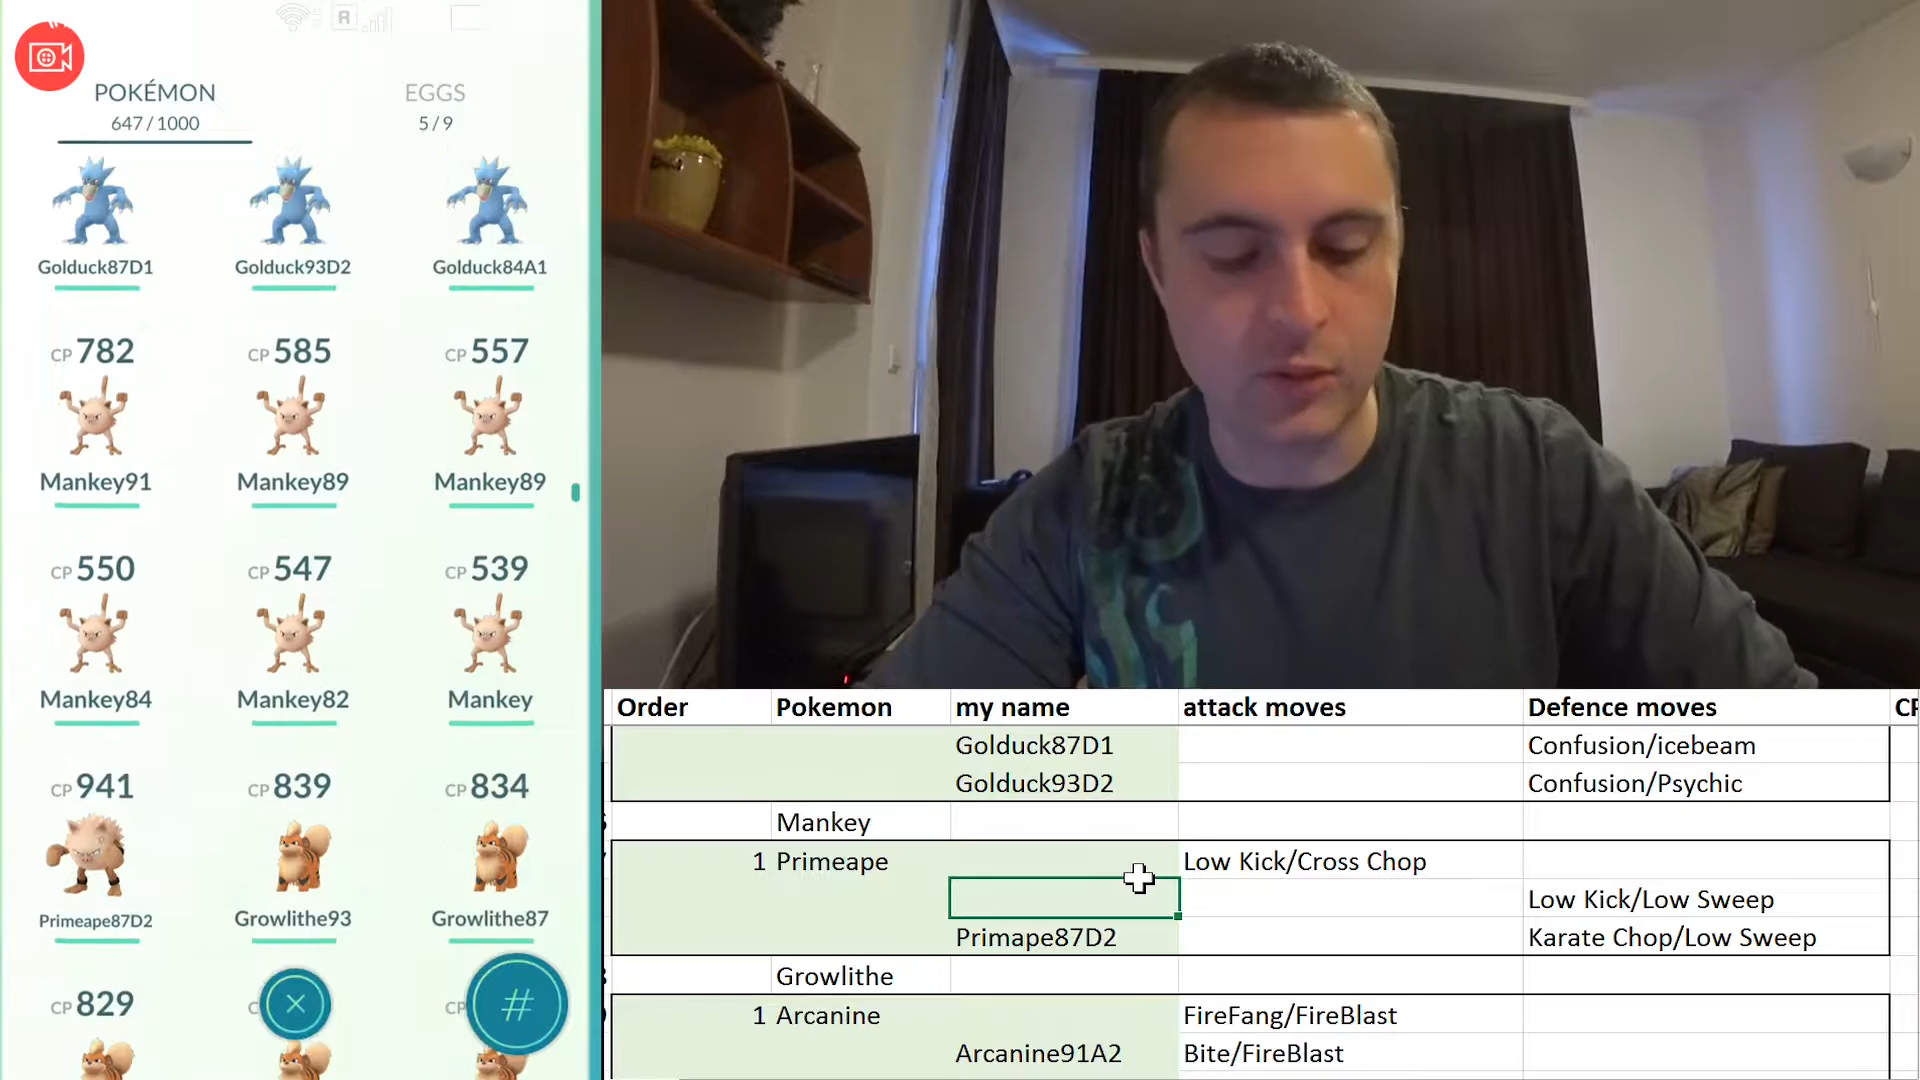 R
POKÉMON
647 / 1000
EGGS
5 / 9
Golduck87D1
Golduck93D2
Golduck84A1
CP 782
CP 585
CP 557
Mankey91
Mankey89
Mankey89
CP 550
CP 547
CP 539
Mankey84
Mankey82
Mankey
CP 941
CP 839
CP 834
Primeape87D2
Growlithe93
Growlithe87
CP 829
#
Order Pokemon my name attack moves Defence moves
Golduck87D1 Confusion/icebeam
Golduck93D2 Confusion/Psychic
Mankey
1 Primeape Low Kick/Cross Chop
Low Kick/Low Sweep
Primape87D2 Karate Chop/Low Sweep
Growlithe
1 Arcanine FireFang/FireBlast
Arcanine91A2 Bite/FireBlast